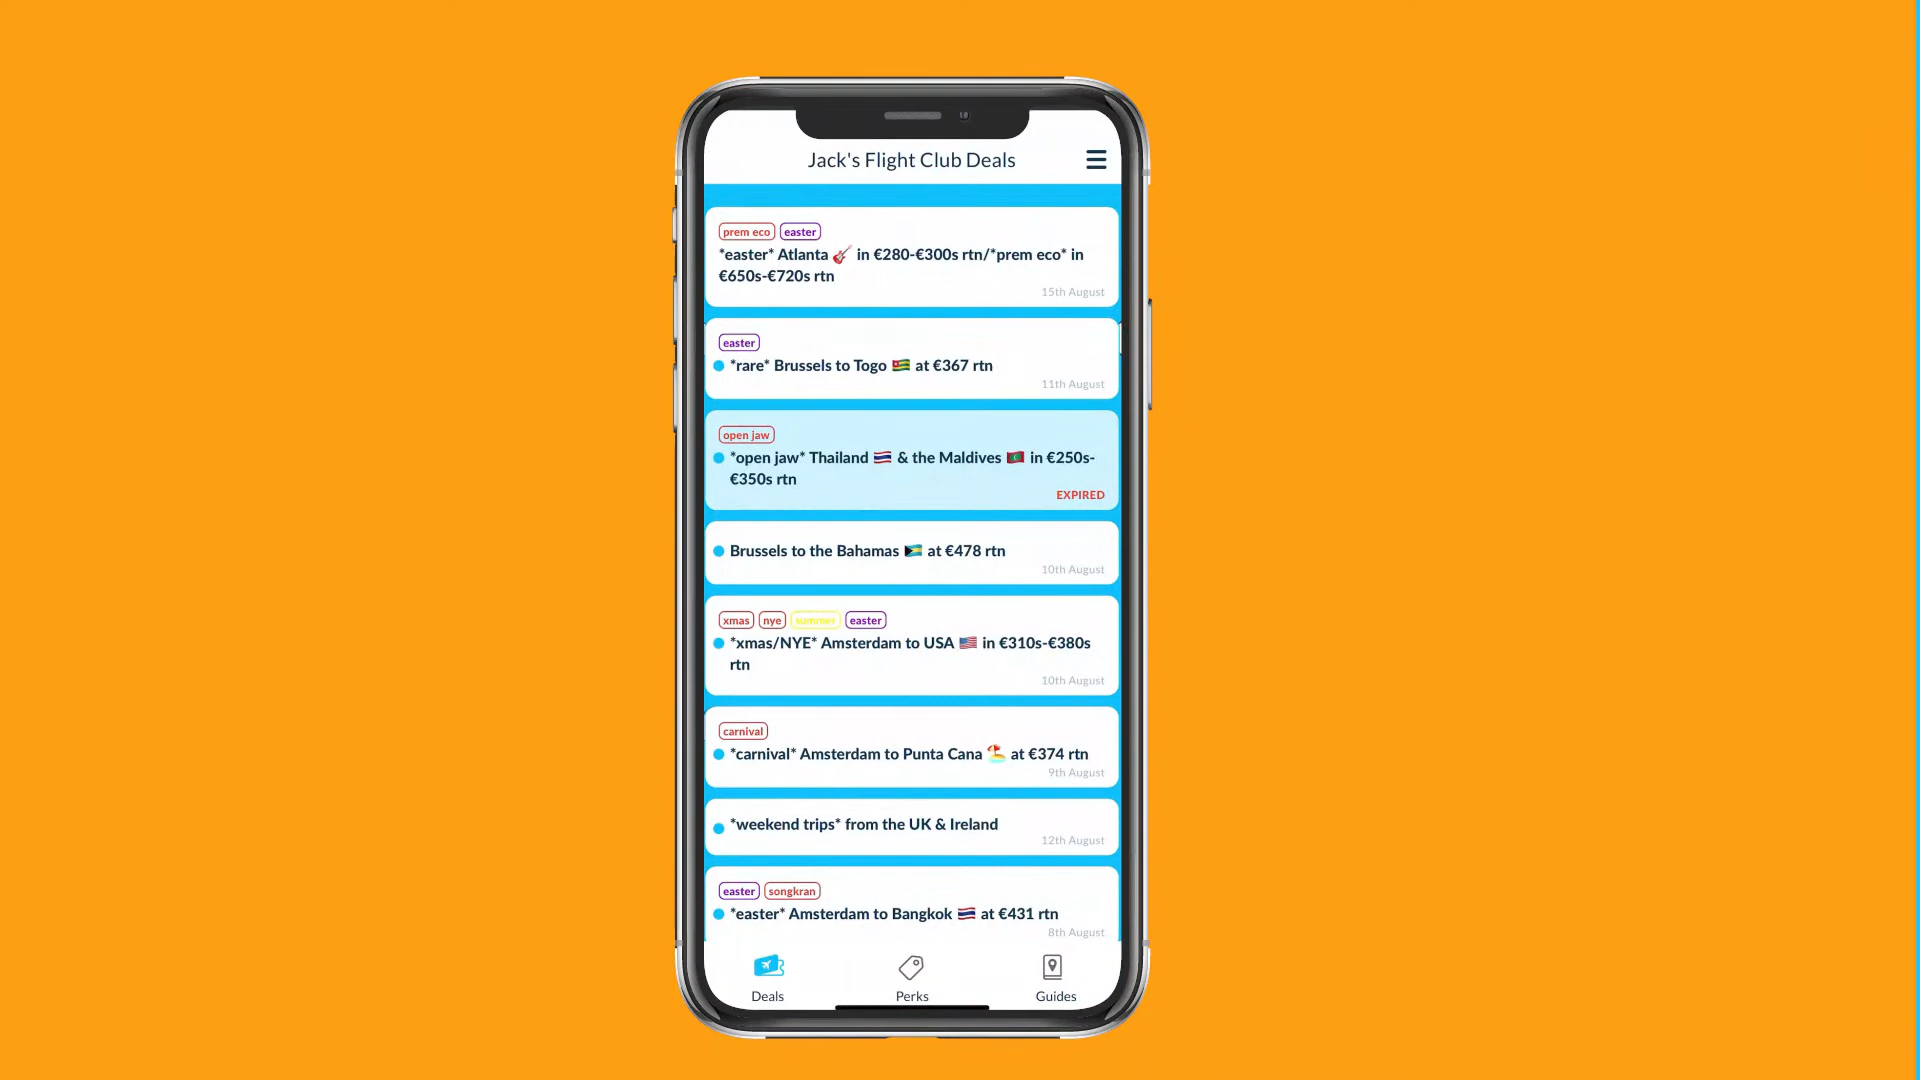 Jack's Flight Club Deals
prem eco easter
*easter* Atlanta 🎸 in €280-€300s rtn/*prem eco* in
€650s-€720s rtn
15th August
easter
*rare* Brussels to Togo 🇹🇬 at €367 rtn
11th August
open jaw
*open jaw* Thailand 🇹🇭 & the Maldives 🇲🇻 in €250s-
€350s rtn
EXPIRED
Brussels to the Bahamas 🇧🇸 at €478 rtn
10th August
xmas nye summer easter
*xmas/NYE* Amsterdam to USA 🇺🇸 in €310s-€380s
rtn
10th August
carnival
*carnival* Amsterdam to Punta Cana 🏖️ at €374 rtn
9th August
*weekend trips* from the UK & Ireland
12th August
easter songkran
*easter* Amsterdam to Bangkok 🇹🇭 at €431 rtn
8th August
Deals Perks Guides